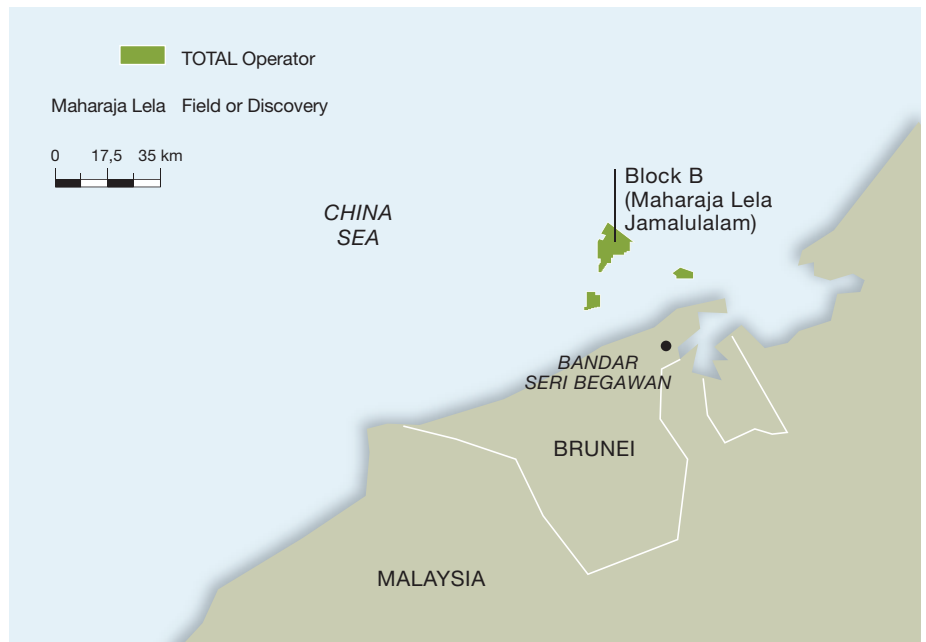 TOTAL Operator
Maharaja Lela Field or Discovery
0 17,5 35 km
Block B
(Maharaja Lela
Jamalulalam)
CHINA
SEA
BANDAR
SERI BEGAWAN
BRUNEI
MALAYSIA